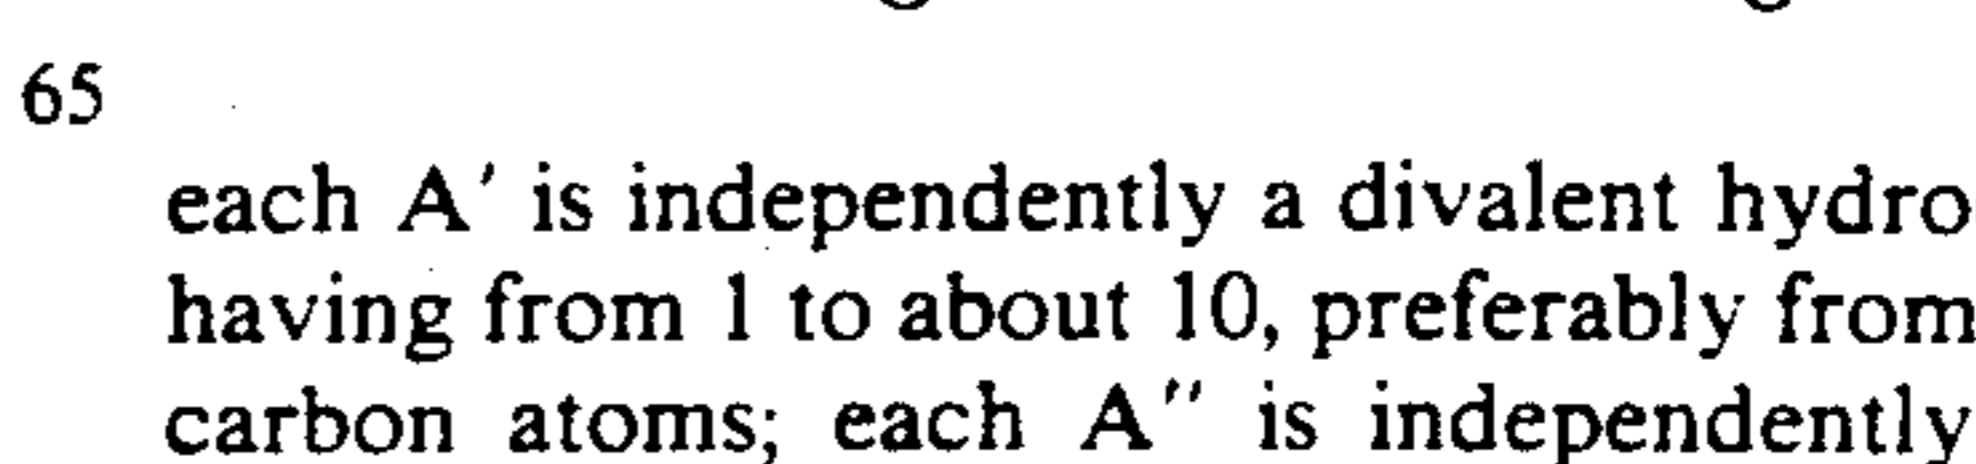 65
each A' is independently a divalent hydro
having from 1 to about 10, preferably from
carbon atoms; each A" is independently